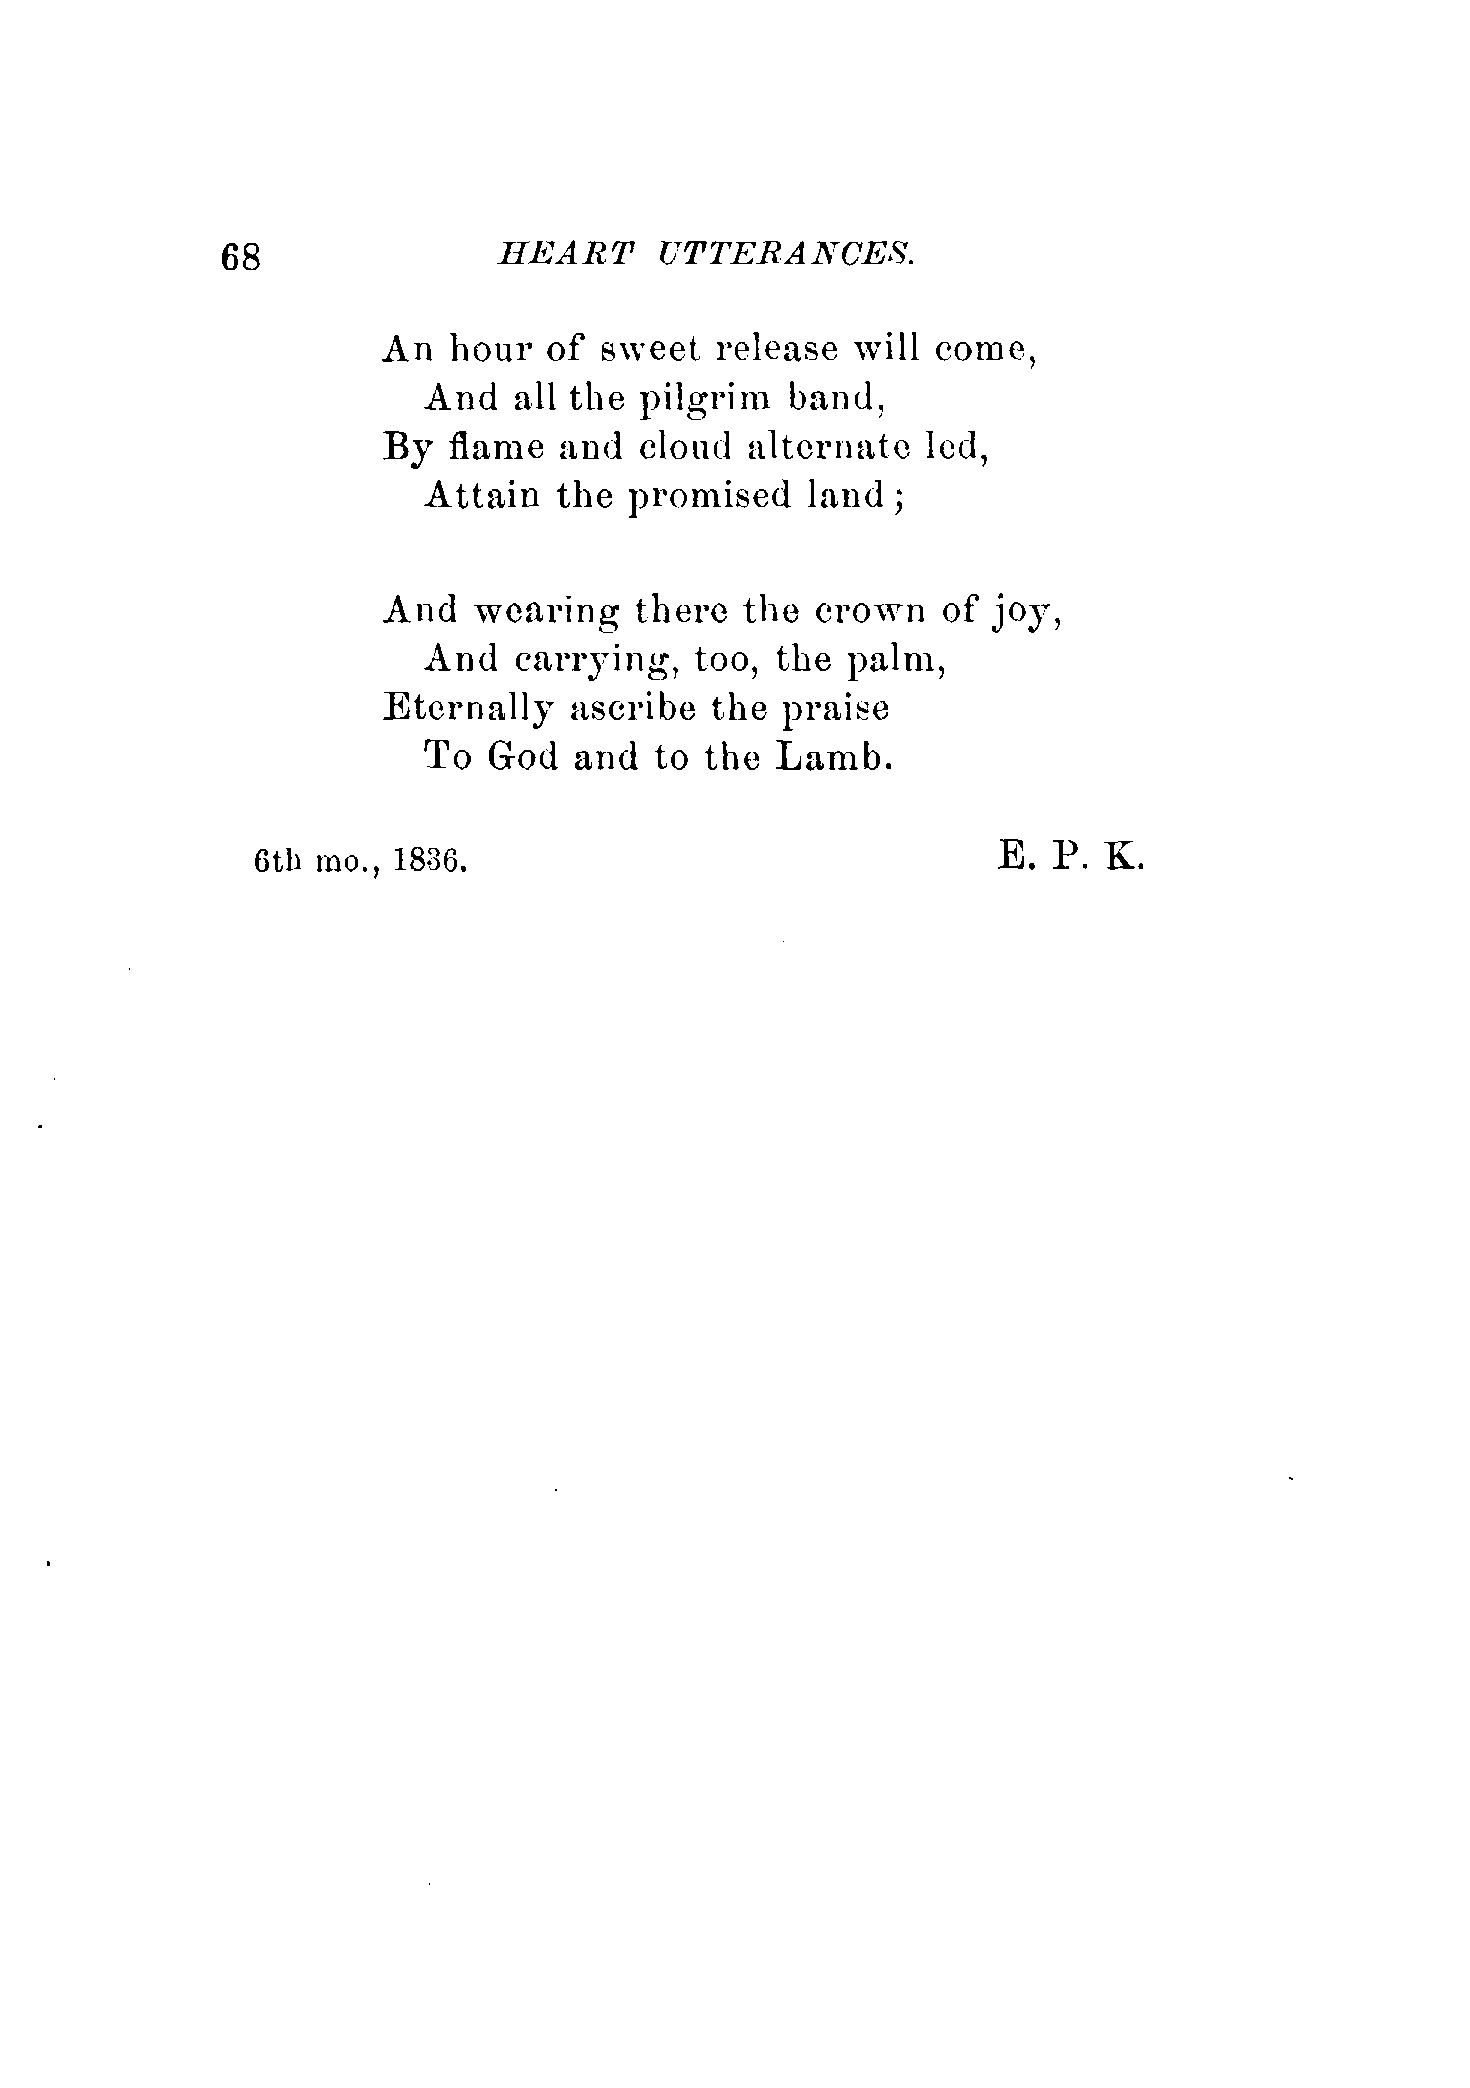 68 HEART UTTERANCES.
An hour of sweet release will come,
And all the pilgrim band,
By flame and cloud alternate led,
Attain the promised land ;
And wearing there the crown of joy,
And carrying, too, the palm,
Eternally ascribe the praise
To God and to the Lamb.
6th mo., 1836. E. P. K.